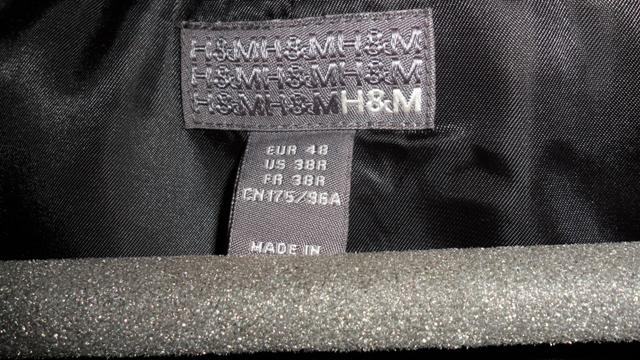 H&MH&MH&M
H&MH&MH&M
H&MH&MH&M
EUR 48
US 38R
FR 38R
CN175/96A
MADE IN